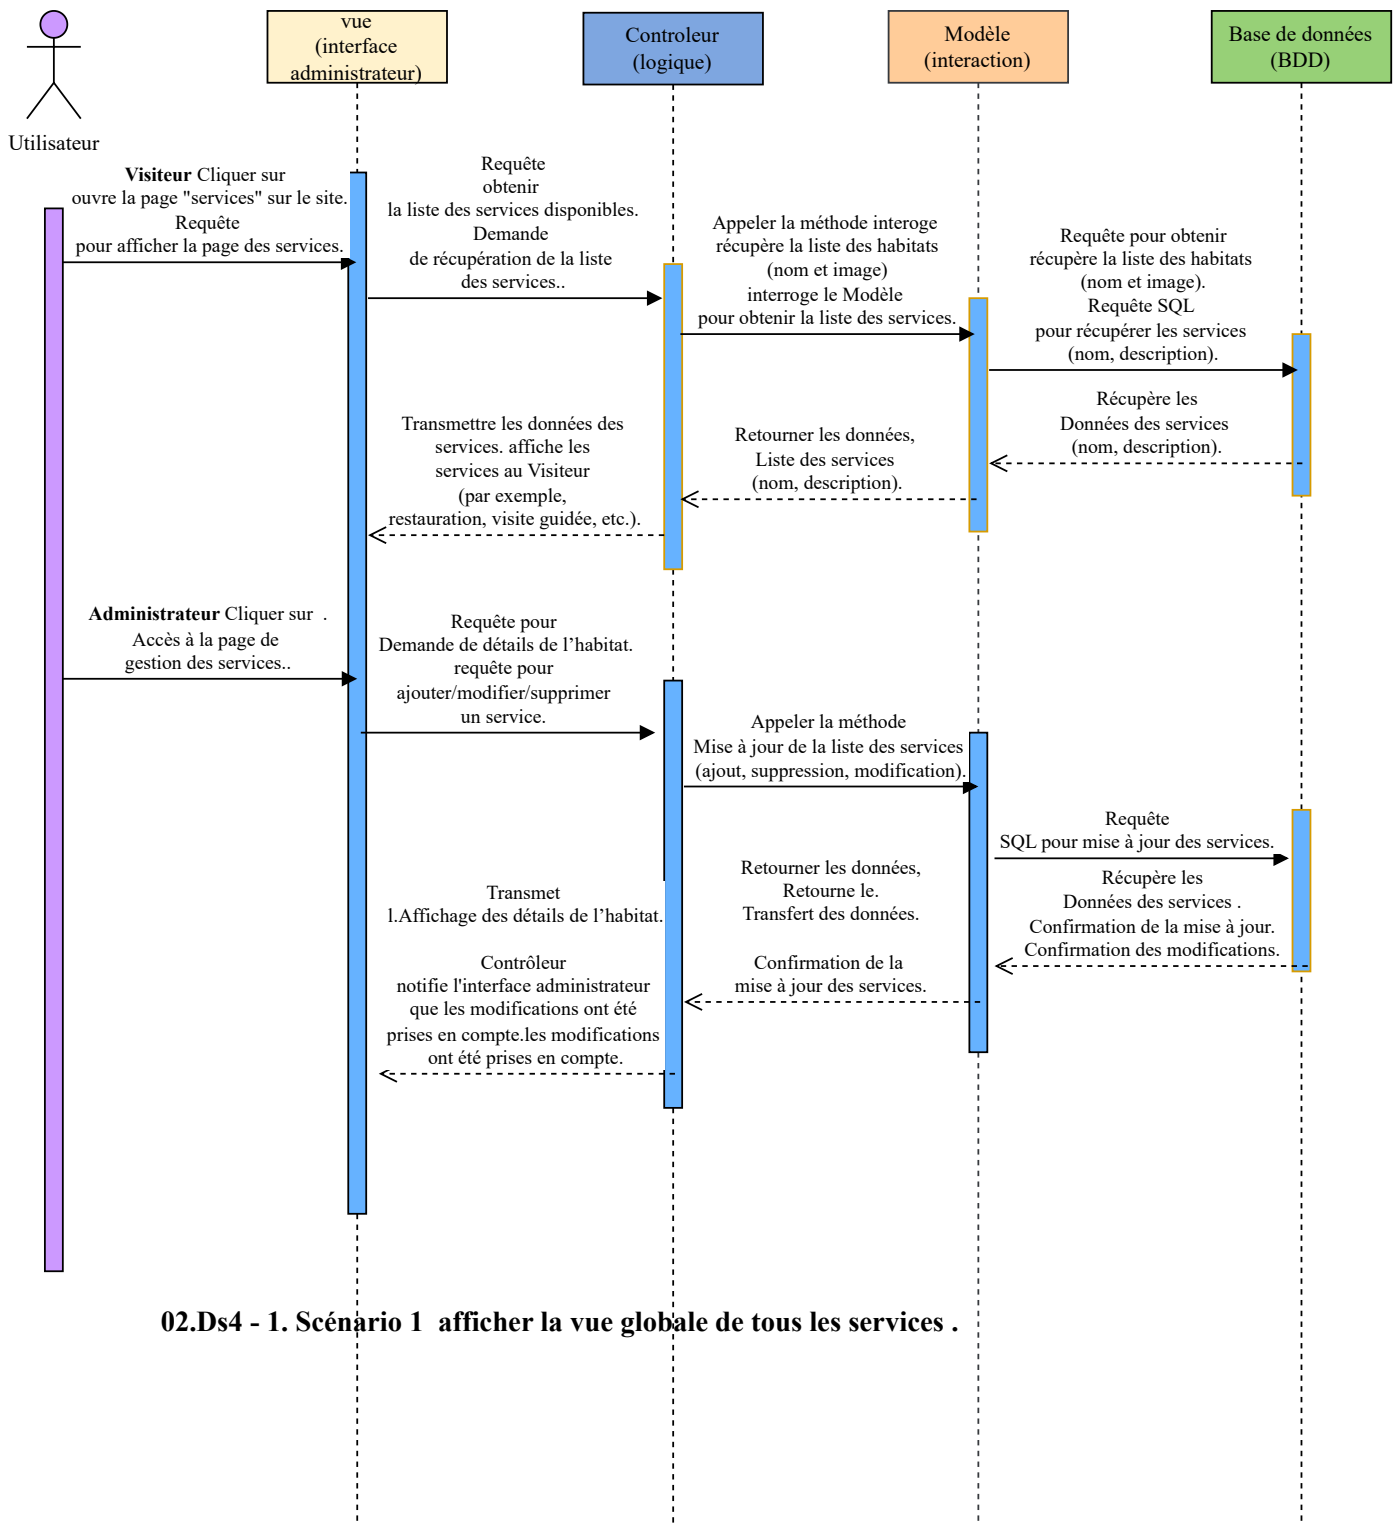 vue
(interface
administrateur)
Controleur
(logique)
Modèle
(interaction)
Base de données
(BDD)
Utilisateur
Visiteur Cliquer sur
ouvre la page "services" sur le site.
Requête
pour afficher la page des services.
Requête
obtenir
la liste des services disponibles.
Demande
de récupération de la liste
des services..
Appeler la méthode interoge
récupère la liste des habitats
(nom et image)
interroge le Modèle
pour obtenir la liste des services.
Requête pour obtenir
récupère la liste des habitats
(nom et image).
Requête SQL
pour récupérer les services
(nom, description).
Récupère les
Données des services
(nom, description).
Retourner les données,
Liste des services
(nom, description).
Transmettre les données des
services. affiche les
services au Visiteur
(par exemple,
restauration, visite guidée, etc.).
Administrateur Cliquer sur  .
Accès à la page de
gestion des services..
Requête pour
Demande de détails de l’habitat.
requête pour
ajouter/modifier/supprimer
un service.
Appeler la méthode
Mise à jour de la liste des services
(ajout, suppression, modification).
Requête
SQL pour mise à jour des services.
Récupère les
Données des services .
Confirmation de la mise à jour.
Confirmation des modifications.
Retourner les données,
Retourne le.
Transfert des données.
Confirmation de la
mise à jour des services.
Transmet
l.Affichage des détails de l’habitat.
Contrôleur
notifie l'interface administrateur
que les modifications ont été
prises en compte.les modifications
ont été prises en compte.
02.Ds4 - 1. Scénario 1  afficher la vue globale de tous les services .